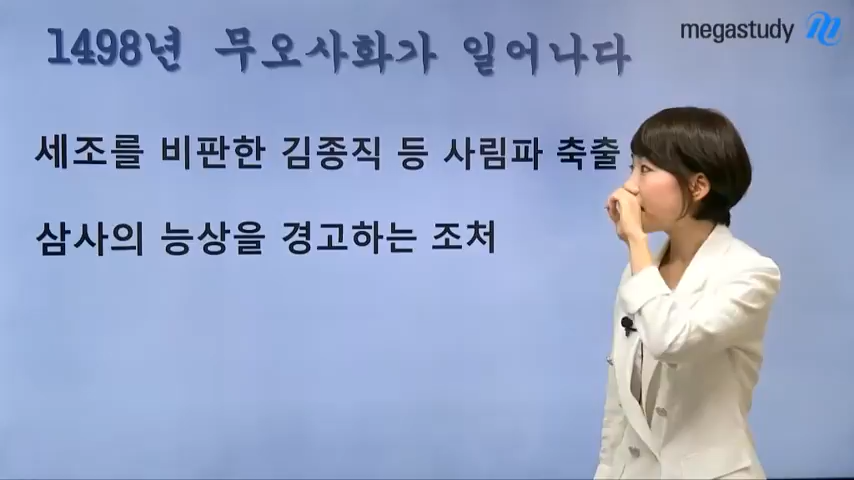 megastudy
1498년 무오사화가 일어나다
세조를 비판한 김종직 등 사림파 축출
삼사의 능상을 경고하는 조처